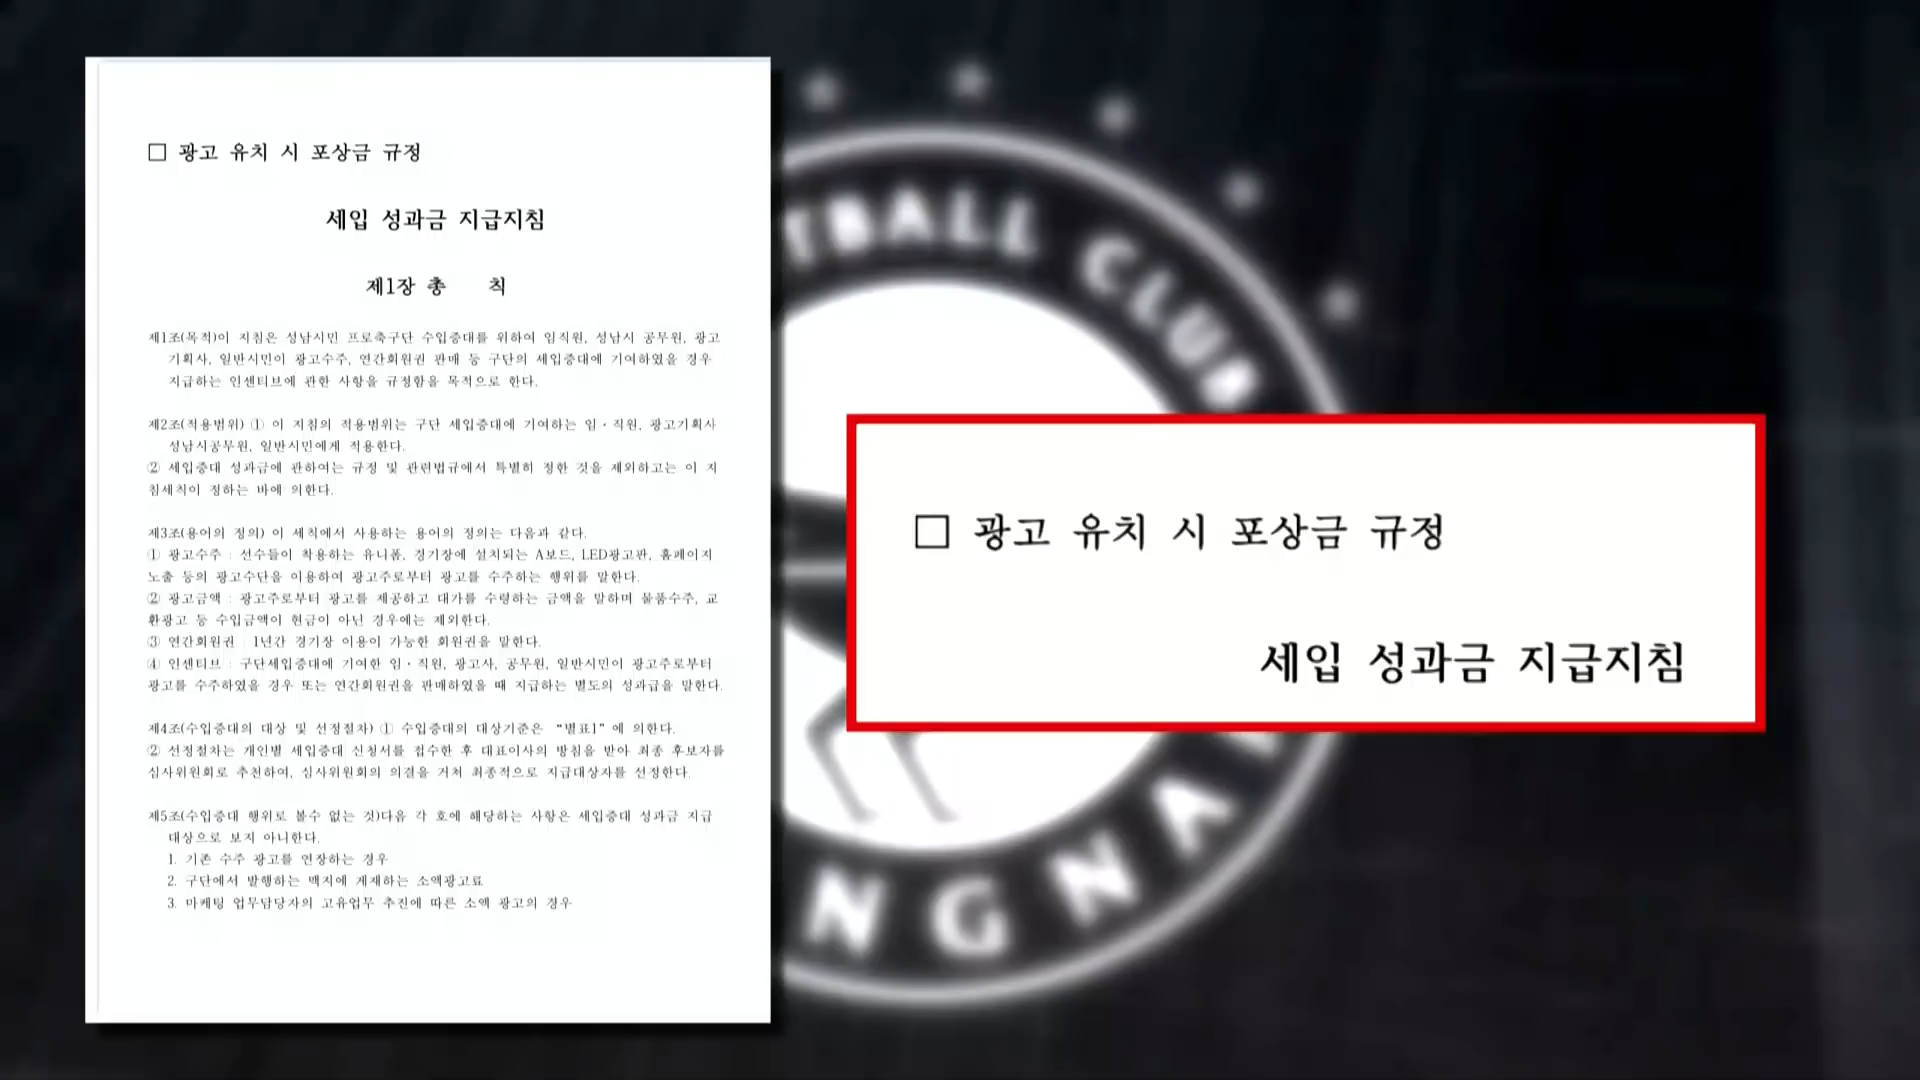 □ 광고 유치 시 포상금 규정
세입 성과금 지급지침
제1장 총 칙
제1조(목적)이 지침은 성남시민 프로축구단 수입증대를 위하여 임직원, 성남시 공무원, 광고
기획사, 일반시민이 광고수주, 연간회원권 판매 등 구단의 세입증대에 기여하였을 경우
지급하는 인센티브에 관한 사항을 규정함을 목적으로 한다.
제2조(적용범위) ① 이 지침의 적용범위는 구단 세입증대에 기여하는 임·직원, 광고기획사
성남시공무원, 일반시민에게 적용한다.
② 세입증대 성과금에 관하여는 규정 및 관련법규에서 특별히 정한 것을 제외하고는 이 지
침세칙이 정하는 바에 의한다.
제3조(용어의 정의) 이 세칙에서 사용하는 용어의 정의는 다음과 같다.
① 광고수주 : 선수들이 착용하는 유니폼, 경기장에 설치되는 A보드, LED광고판, 홈페이지
노출 등의 광고수단을 이용하여 광고주로부터 광고를 수주하는 행위를 말한다.
② 광고금액 : 광고주로부터 광고를 제공하고 대가를 수령하는 금액을 말하며 물품수주, 교
환광고 등 수입금액이 현금이 아닌 경우에는 제외한다.
③ 연간회원권 : 1년간 경기장 이용이 가능한 회원권을 말한다.
④ 인센티브 : 구단세입증대에 기여한 임·직원, 광고사, 공무원, 일반시민이 광고주로부터
광고를 수주하였을 경우 또는 연간회원권을 판매하였을 때 지급하는 별도의 성과급을 말한다.
제4조(수입증대의 대상 및 선정절차) ① 수입증대의 대상기준은 "별표1" 에 의한다.
② 선정절차는 개인별 세입증대 신청서를 접수한 후 대표이사의 방침을 받아 최종 후보자를
심사위원회로 추천하여, 심사위원회의 의결을 거쳐 최종적으로 지급대상자를 선정한다.
제5조(수입증대 행위로 볼수 없는 것)다음 각 호에 해당하는 사항은 세입증대 성과금 지급
대상으로 보지 아니한다.
1. 기존 수주 광고를 연장하는 경우
2. 구단에서 발행하는 책지에 게재하는 소액광고료
3. 마케팅 업무담당자의 고유업무 추진에 따른 소액 광고의 경우
TBALL CLUB
NGNA
□ 광고 유치 시 포상금 규정
세입 성과금 지급지침